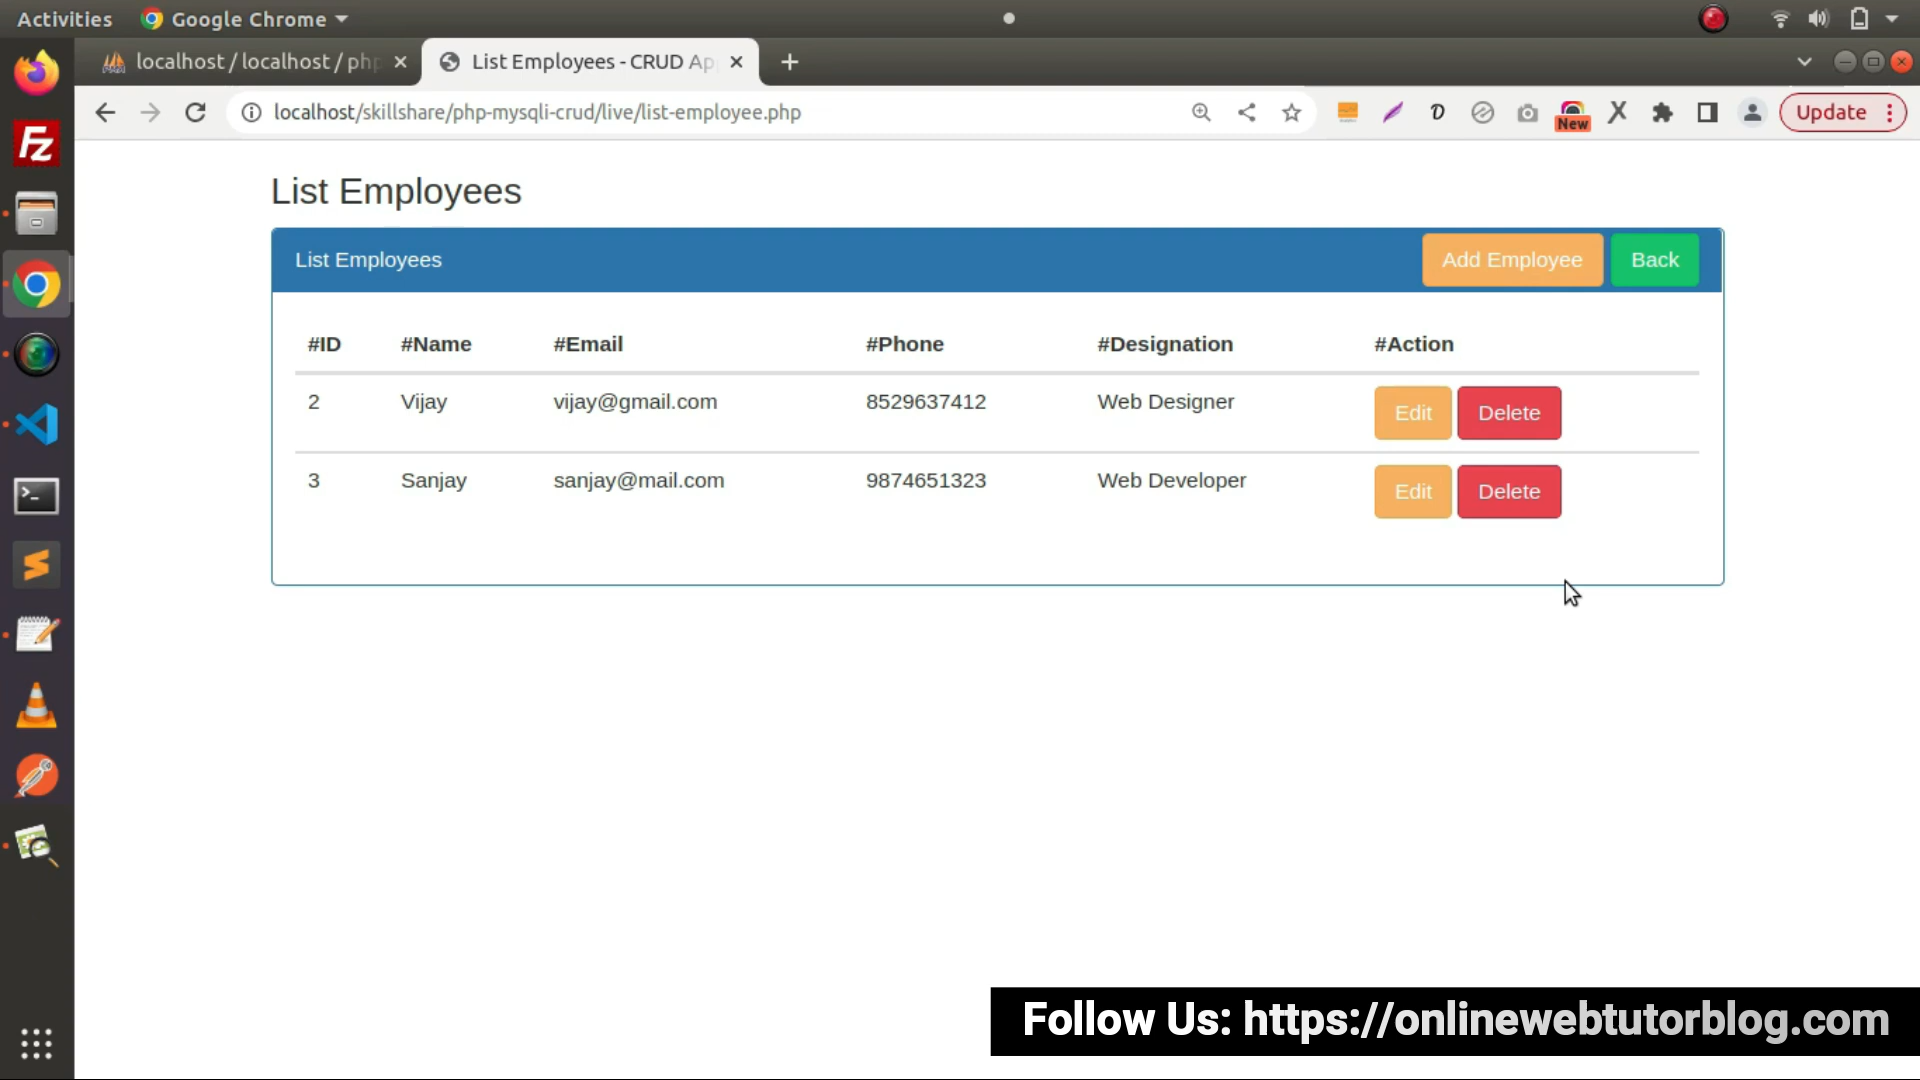 Activities Google Chrome
localhost / localhost / php List Employees - CRUD Ap
localhost/skillshare/php-mysqli-crud/live/list-employee.php New Update
List Employees
List Employees Add Employee Back
#ID #Name #Email #Phone #Designation #Action
2 Vijay vijay@gmail.com 8529637412 Web Designer Edit Delete
3 Sanjay sanjay@mail.com 9874651323 Web Developer Edit Delete
Follow Us: https://onlinewebtutorblog.com